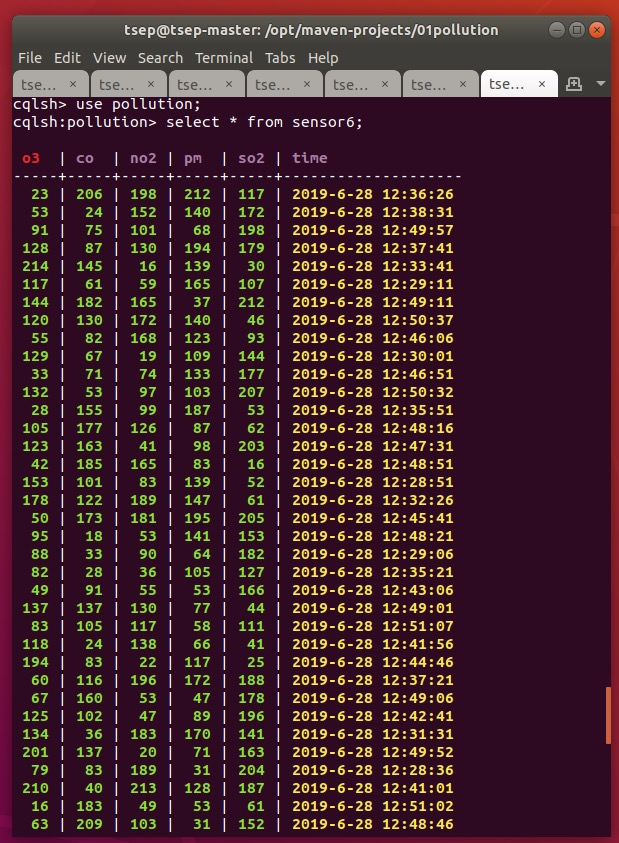 tsep@tsep-master: /opt/maven-projects/01pollution
File Edit View Search Terminal Tabs Help
tse... × tse... × tse... × tse... × tse... × tse... × tse... ×
cqlsh> use pollution;
cqlsh:pollution> select * from sensor6;
o3 | co | no2 | pm | so2 | time
-----+-----+-----+-----+-----+--------------------
23 | 206 | 198 | 212 | 117 | 2019-6-28 12:36:26
53 | 24 | 152 | 140 | 172 | 2019-6-28 12:38:31
91 | 75 | 101 | 68 | 198 | 2019-6-28 12:49:57
128 | 87 | 130 | 194 | 179 | 2019-6-28 12:37:41
214 | 145 | 16 | 139 | 30 | 2019-6-28 12:33:41
117 | 61 | 59 | 165 | 107 | 2019-6-28 12:29:11
144 | 182 | 165 | 37 | 212 | 2019-6-28 12:49:11
120 | 130 | 172 | 140 | 46 | 2019-6-28 12:50:37
55 | 82 | 168 | 123 | 93 | 2019-6-28 12:46:06
129 | 67 | 19 | 109 | 144 | 2019-6-28 12:30:01
33 | 71 | 74 | 133 | 177 | 2019-6-28 12:46:51
132 | 53 | 97 | 103 | 207 | 2019-6-28 12:50:32
28 | 155 | 99 | 187 | 53 | 2019-6-28 12:35:51
105 | 177 | 126 | 87 | 62 | 2019-6-28 12:48:16
123 | 163 | 41 | 98 | 203 | 2019-6-28 12:47:31
42 | 185 | 165 | 83 | 16 | 2019-6-28 12:48:51
153 | 101 | 83 | 139 | 52 | 2019-6-28 12:28:51
178 | 122 | 189 | 147 | 61 | 2019-6-28 12:32:26
50 | 173 | 181 | 195 | 205 | 2019-6-28 12:45:41
95 | 18 | 53 | 141 | 153 | 2019-6-28 12:48:21
88 | 33 | 90 | 64 | 182 | 2019-6-28 12:29:06
82 | 28 | 36 | 105 | 127 | 2019-6-28 12:35:21
49 | 91 | 55 | 53 | 166 | 2019-6-28 12:43:06
137 | 137 | 130 | 77 | 44 | 2019-6-28 12:49:01
83 | 105 | 117 | 58 | 111 | 2019-6-28 12:51:07
118 | 24 | 138 | 66 | 41 | 2019-6-28 12:41:56
194 | 83 | 22 | 117 | 25 | 2019-6-28 12:44:46
60 | 116 | 196 | 172 | 188 | 2019-6-28 12:37:21
67 | 160 | 53 | 47 | 178 | 2019-6-28 12:49:06
125 | 102 | 47 | 89 | 196 | 2019-6-28 12:42:41
134 | 36 | 183 | 170 | 141 | 2019-6-28 12:31:31
201 | 137 | 20 | 71 | 163 | 2019-6-28 12:49:52
79 | 83 | 189 | 31 | 204 | 2019-6-28 12:28:36
210 | 40 | 213 | 128 | 187 | 2019-6-28 12:41:01
16 | 183 | 49 | 53 | 61 | 2019-6-28 12:51:02
63 | 209 | 103 | 31 | 152 | 2019-6-28 12:48:46